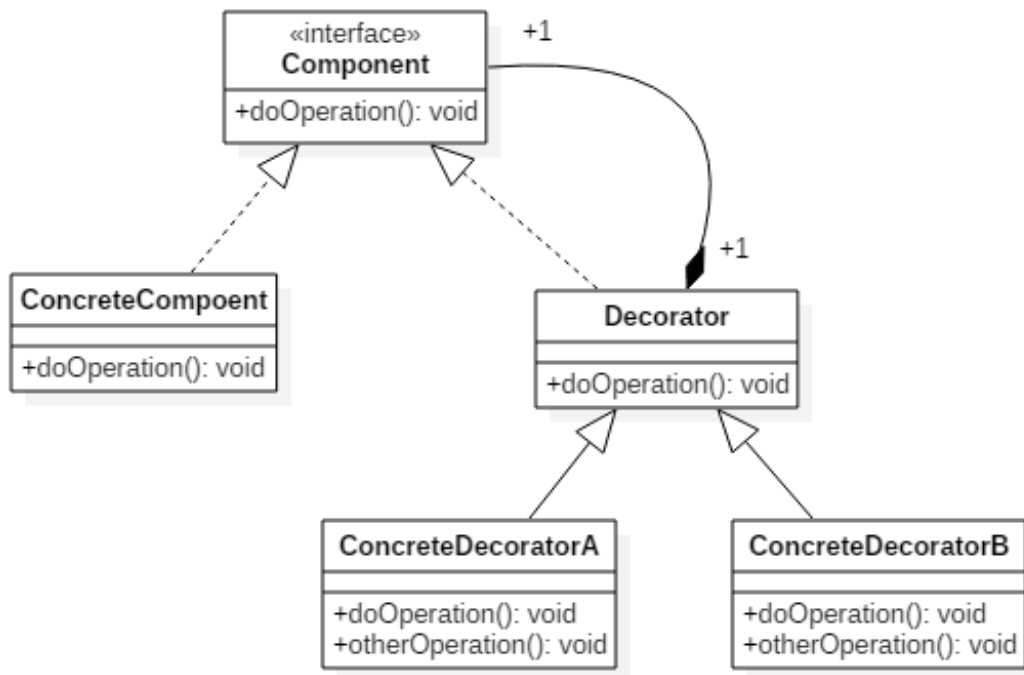 «interface»
Component
+doOperation(): void
+1
+1
ConcreteCompoent
+doOperation(): void
Decorator
+doOperation(): void
ConcreteDecoratorA
+doOperation(): void
+otherOperation(): void
ConcreteDecoratorB
+doOperation(): void
+otherOperation(): void